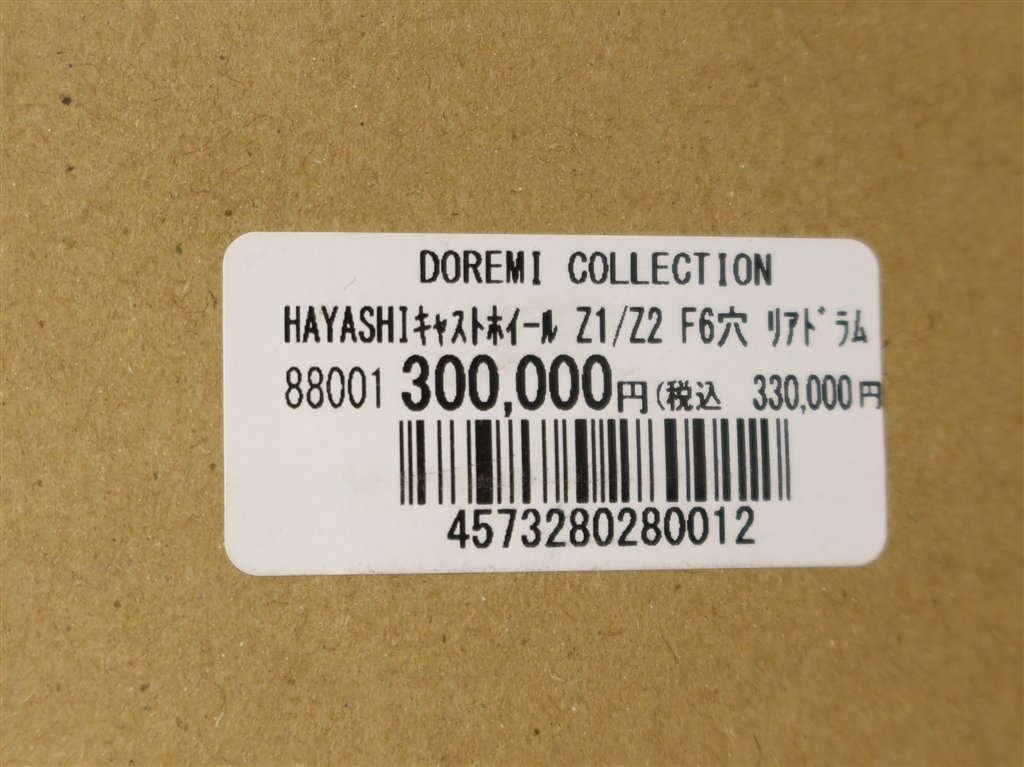 DOREMI COLLECTION
HAYASHIｷｬｽﾄﾎｲｰﾙ Z1/Z2 F6穴 ﾘｱﾄﾞﾗﾑ
88001 300,000円(税込 330,000円
4573280280012